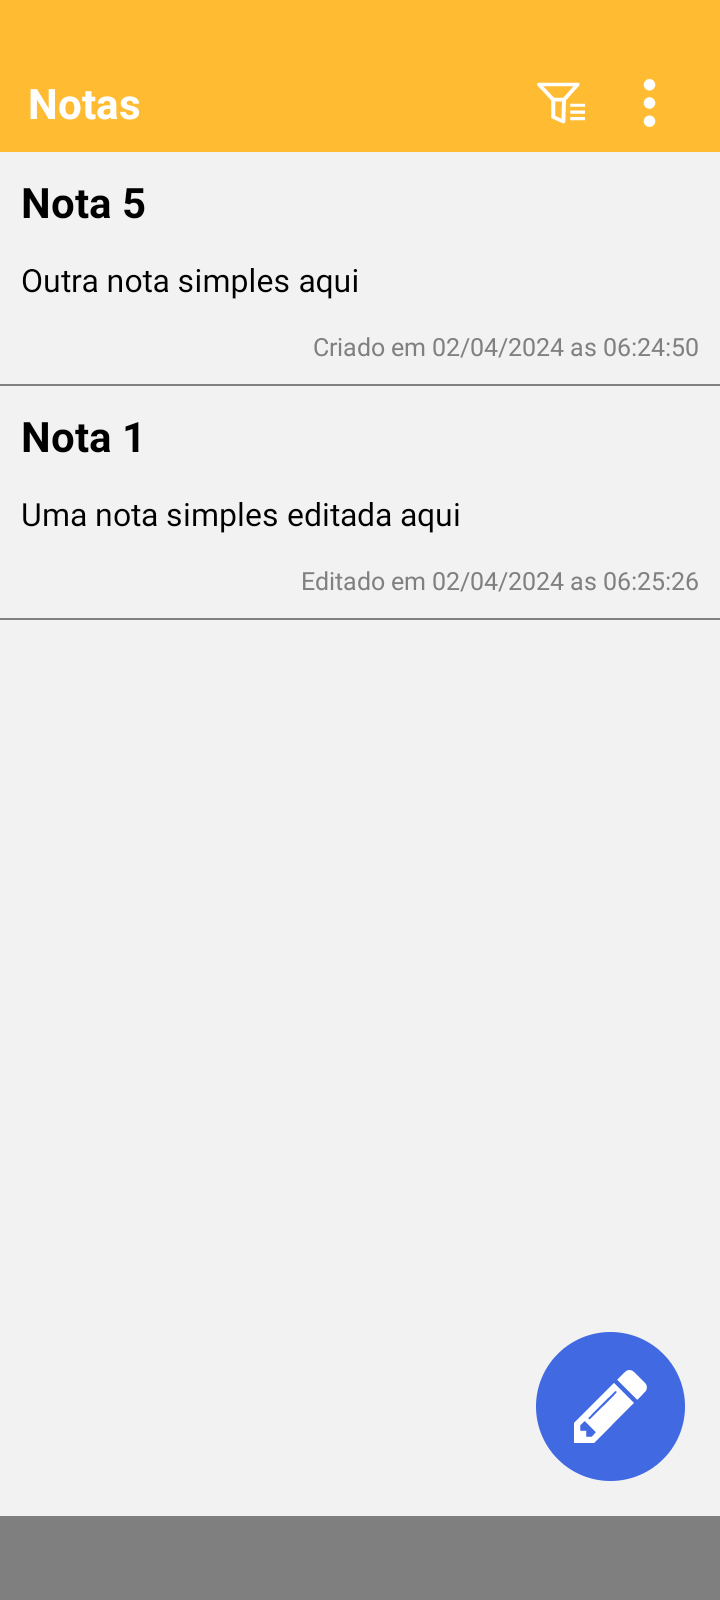 Notas
Nota 5
Outra nota simples aqui
Criado em 02/04/2024 as 06:24:50
Nota 1
Uma nota simples editada aqui
Editado em 02/04/2024 as 06:25:26